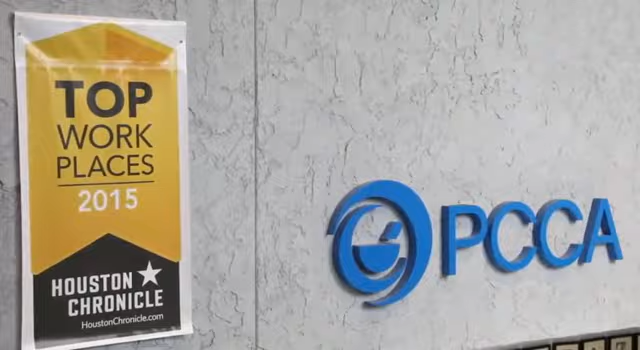 TOP
WORK
PLACES
2015
HOUSTON
CHRONICLE
HoustonChronicle.com
PCCA